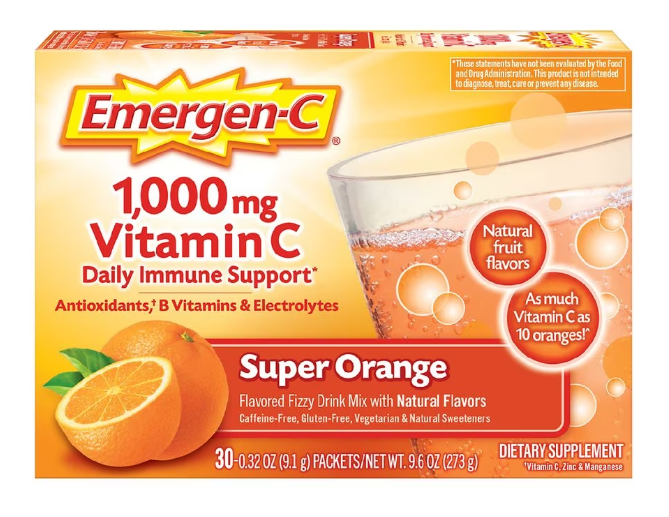 *These statements have not been evaluated by the Food
and Drug Administration. This product is not intended
to diagnose, treat, cure or prevent any disease.
Emergen-C®
1,000 mg
Vitamin C
Daily Immune Support*
Antioxidants,† B Vitamins & Electrolytes
Natural
fruit
flavors
As much
Vitamin C as
10 oranges!^
Super Orange
Flavored Fizzy Drink Mix with Natural Flavors
Caffeine-Free, Gluten-Free, Vegetarian & Natural Sweeteners
30-0.32 OZ (9.1 g) PACKETS/NET WT. 9.6 OZ (273 g)
DIETARY SUPPLEMENT
†Vitamin C, Zinc & Manganese